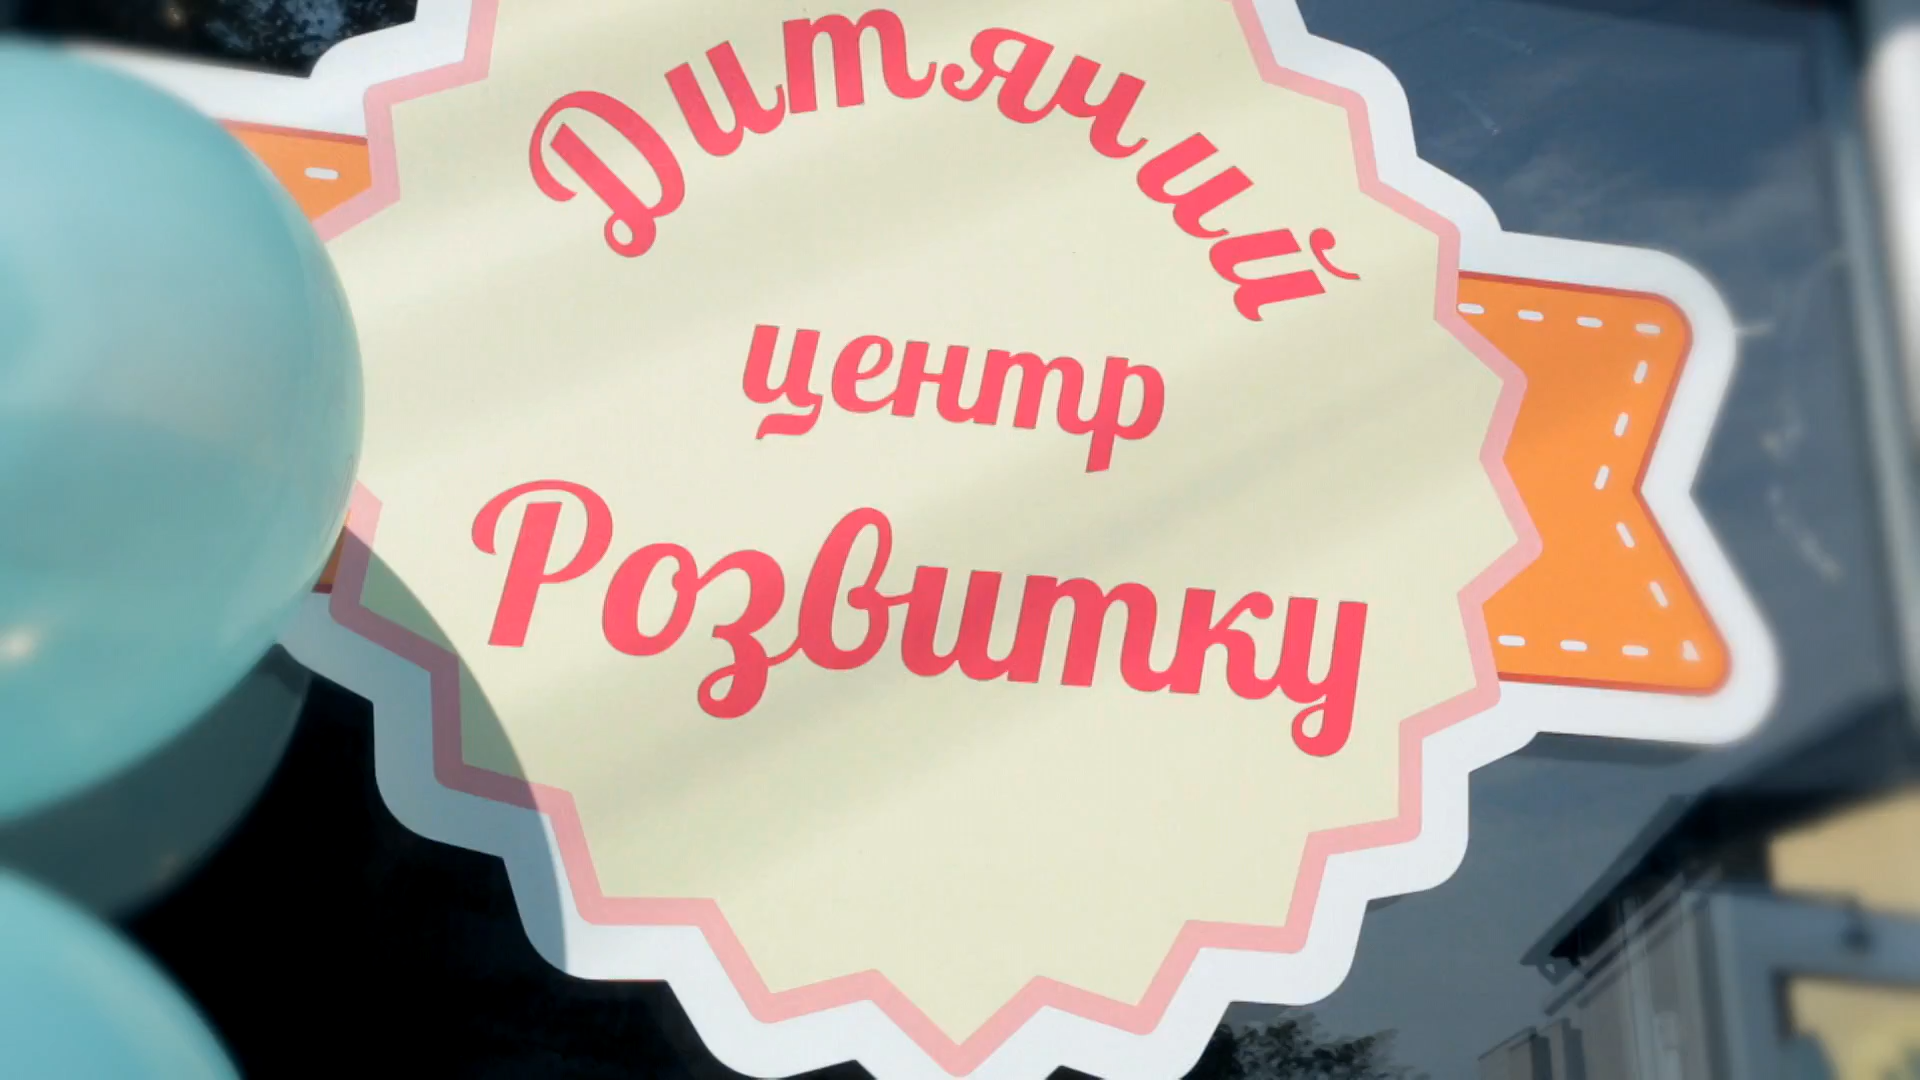 Дитячий
центр
Розвитку